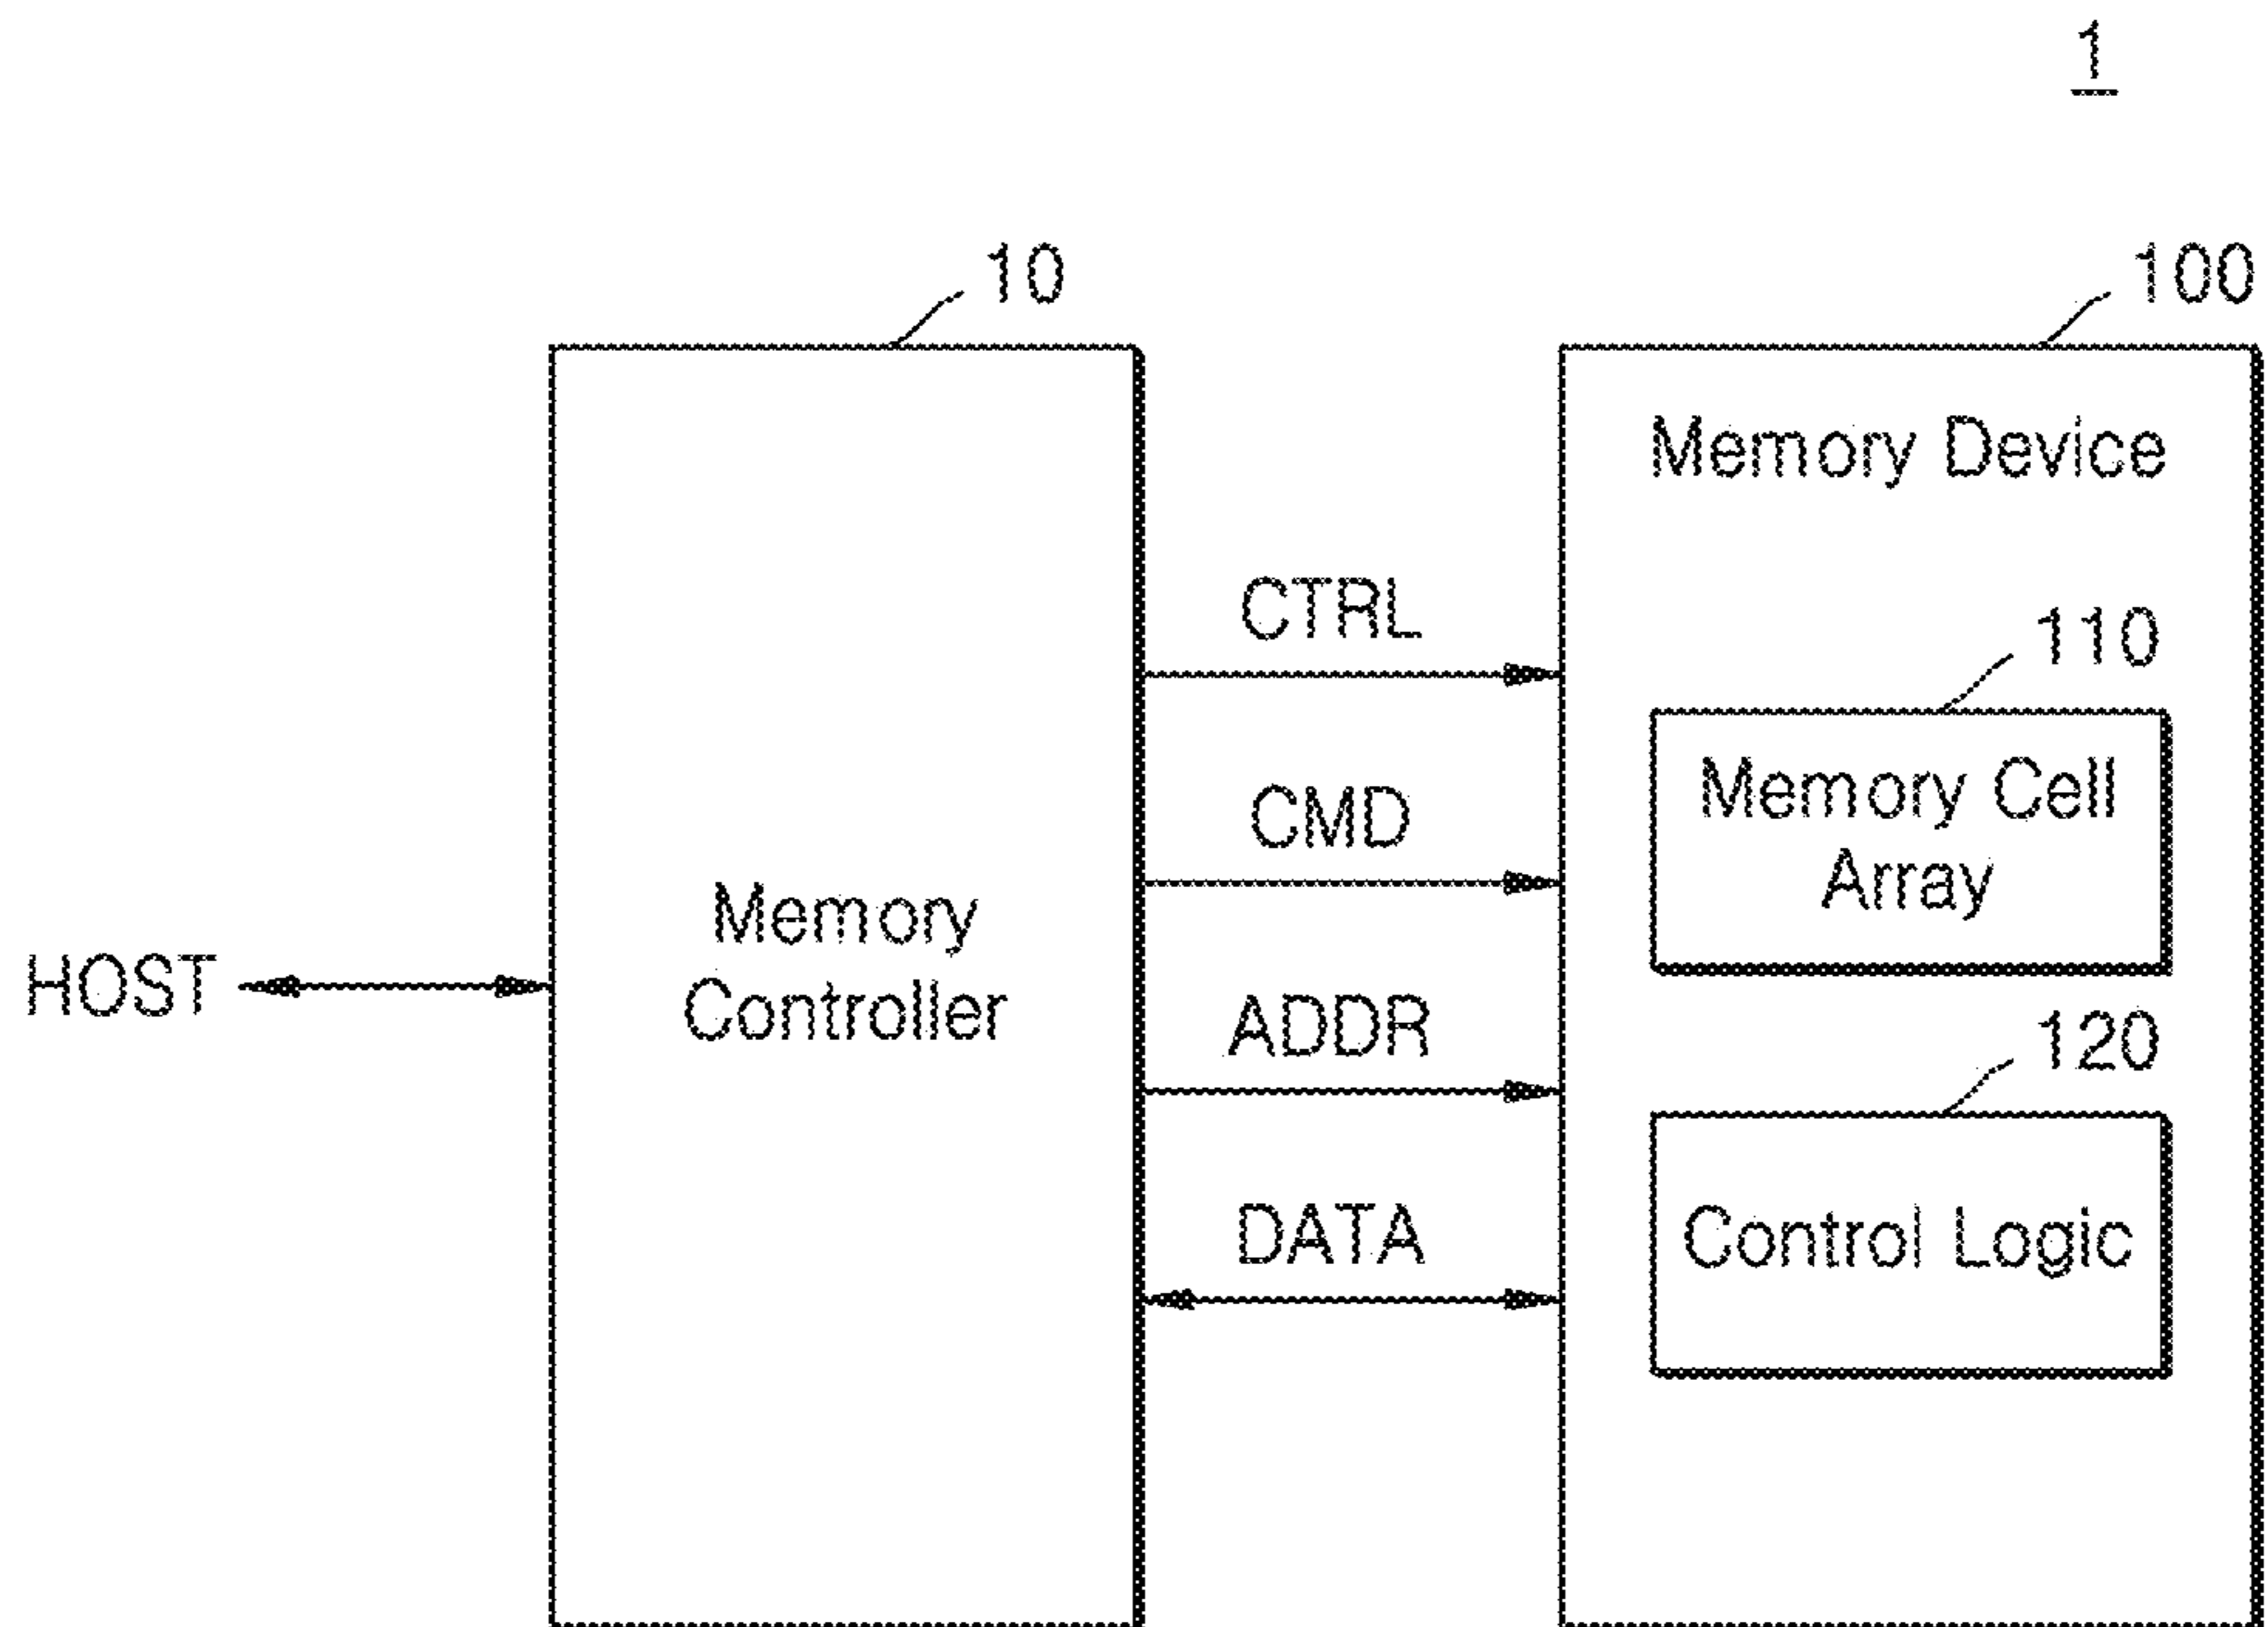 1
10
100
Memory Device
CTRL
110
CMD
Memory Cell
Array
Memory
Controller
HOST
ADDR
120
DATA
Control Logic